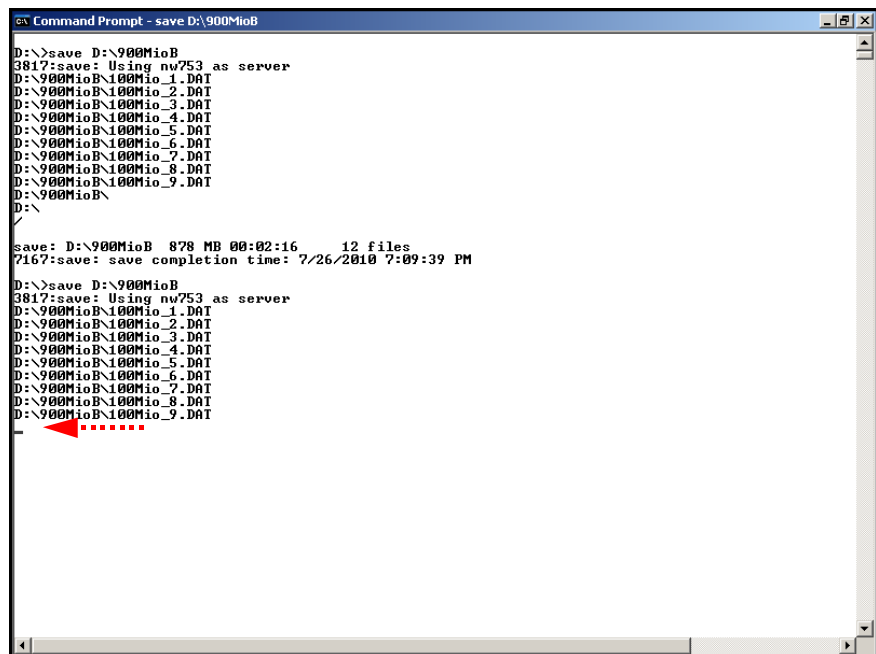 Command Prompt - save D:\900MioB
D:\>save D:\900MioB
3817:save: Using nw753 as server
D:\900MioB\100Mio_1.DAT
D:\900MioB\100Mio_2.DAT
D:\900MioB\100Mio_3.DAT
D:\900MioB\100Mio_4.DAT
D:\900MioB\100Mio_5.DAT
D:\900MioB\100Mio_6.DAT
D:\900MioB\100Mio_7.DAT
D:\900MioB\100Mio_8.DAT
D:\900MioB\100Mio_9.DAT
D:\900MioB\
D:\
/
save: D:\900MioB  878 MB 00:02:16     12 files
7167:save: save completion time: 7/26/2010 7:09:39 PM
D:\>save D:\900MioB
3817:save: Using nw753 as server
D:\900MioB\100Mio_1.DAT
D:\900MioB\100Mio_2.DAT
D:\900MioB\100Mio_3.DAT
D:\900MioB\100Mio_4.DAT
D:\900MioB\100Mio_5.DAT
D:\900MioB\100Mio_6.DAT
D:\900MioB\100Mio_7.DAT
D:\900MioB\100Mio_8.DAT
D:\900MioB\100Mio_9.DAT